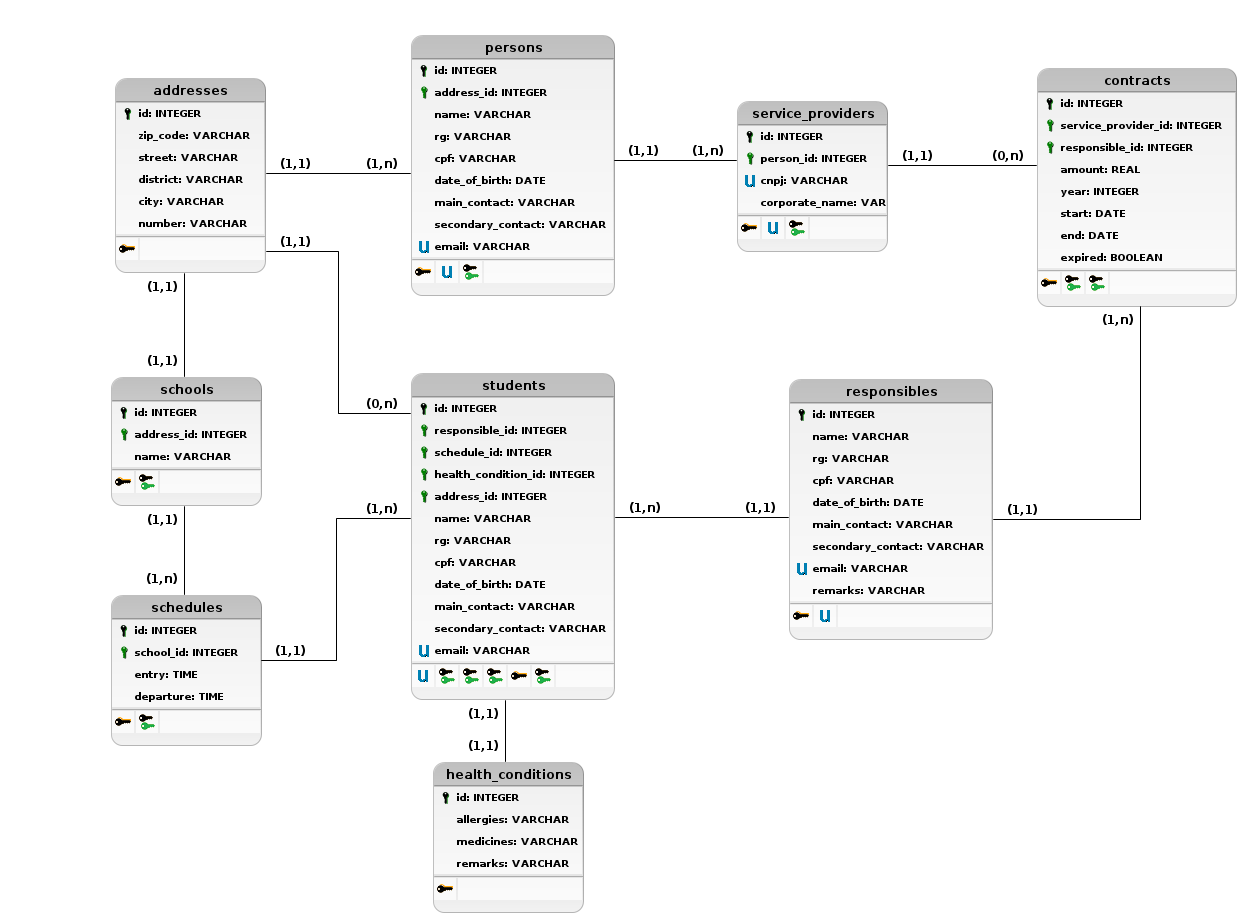 persons
id: INTEGER
address_id: INTEGER
name: VARCHAR
rg: VARCHAR
cpf: VARCHAR
date_of_birth: DATE
main_contact: VARCHAR
secondary_contact: VARCHAR
U email: VARCHAR
U
addresses
id: INTEGER
zip_code: VARCHAR
street: VARCHAR
district: VARCHAR
city: VARCHAR
number: VARCHAR
(1,1)
(1,n)
(1,1)
(1,n)
service_providers
id: INTEGER
person_id: INTEGER
U cnpj: VARCHAR
corporate_name: VAR
U
(1,1)
(0,n)
contracts
id: INTEGER
service_provider_id: INTEGER
responsible_id: INTEGER
amount: REAL
year: INTEGER
start: DATE
end: DATE
expired: BOOLEAN
(1,n)
(1,1)
(0,n)
(1,1)
(1,1)
schools
id: INTEGER
address_id: INTEGER
name: VARCHAR
(1,1)
(1,n)
schedules
id: INTEGER
school_id: INTEGER
entry: TIME
departure: TIME
(1,1)
(1,n)
students
id: INTEGER
responsible_id: INTEGER
schedule_id: INTEGER
health_condition_id: INTEGER
address_id: INTEGER
name: VARCHAR
rg: VARCHAR
cpf: VARCHAR
date_of_birth: DATE
main_contact: VARCHAR
secondary_contact: VARCHAR
U email: VARCHAR
U
(1,n)
(1,1)
responsibles
id: INTEGER
name: VARCHAR
rg: VARCHAR
cpf: VARCHAR
date_of_birth: DATE
main_contact: VARCHAR
secondary_contact: VARCHAR
U email: VARCHAR
remarks: VARCHAR
U
(1,1)
(1,1)
(1,1)
health_conditions
id: INTEGER
allergies: VARCHAR
medicines: VARCHAR
remarks: VARCHAR